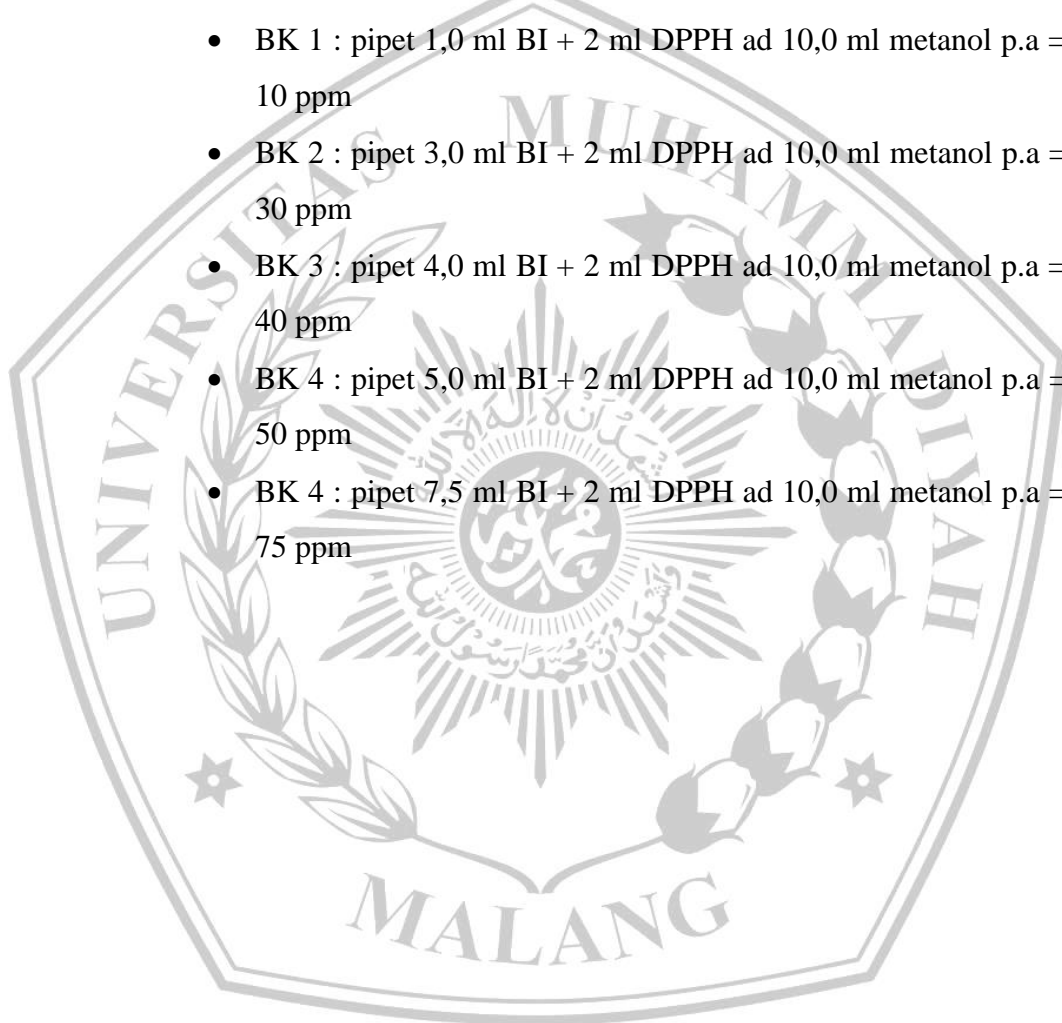 • BK 1 : pipet 1,0 ml BI + 2 ml DPPH ad 10,0 ml metanol p.a =
10 ppm
• BK 2 : pipet 3,0 ml BI + 2 ml DPPH ad 10,0 ml metanol p.a =
30 ppm
• BK 3 : pipet 4,0 ml BI + 2 ml DPPH ad 10,0 ml metanol p.a =
40 ppm
• BK 4 : pipet 5,0 ml BI + 2 ml DPPH ad 10,0 ml metanol p.a =
50 ppm
• BK 4 : pipet 7,5 ml BI + 2 ml DPPH ad 10,0 ml metanol p.a =
75 ppm
UNIVERSITAS MUHAMMADIYAH
MALANG